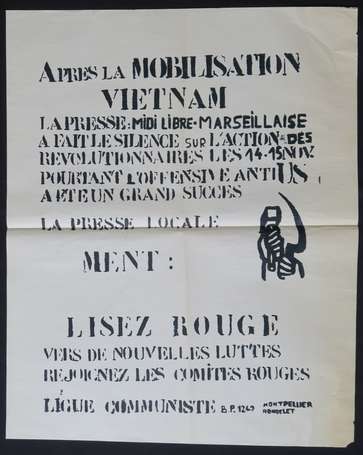 APRES LA MOBILISATION
VIETNAM
LA PRESSE: MIDI LIBRE - MARSEILLAISE
A FAIT LE SILENCE SUR L'ACTION DES
REVOLUTIONNAIRES LES 14-15 NOV.
POURTANT L'OFFENSIVE ANTI US
A ETE UN GRAND SUCCES
LA PRESSE LOCALE
MENT :
LISEZ ROUGE
VERS DE NOUVELLES LUTTES
REJOIGNEZ LES COMITES ROUGES
LIGUE COMMUNISTE B.P. 1249 MONTPELLIER
RONDELET